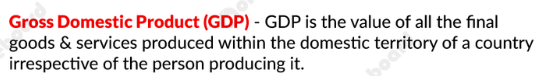 Gross Domestic Product (GDP) - GDP is the value of all the final
goods & services produced within the domestic territory of a country
irrespective of the person producing it.